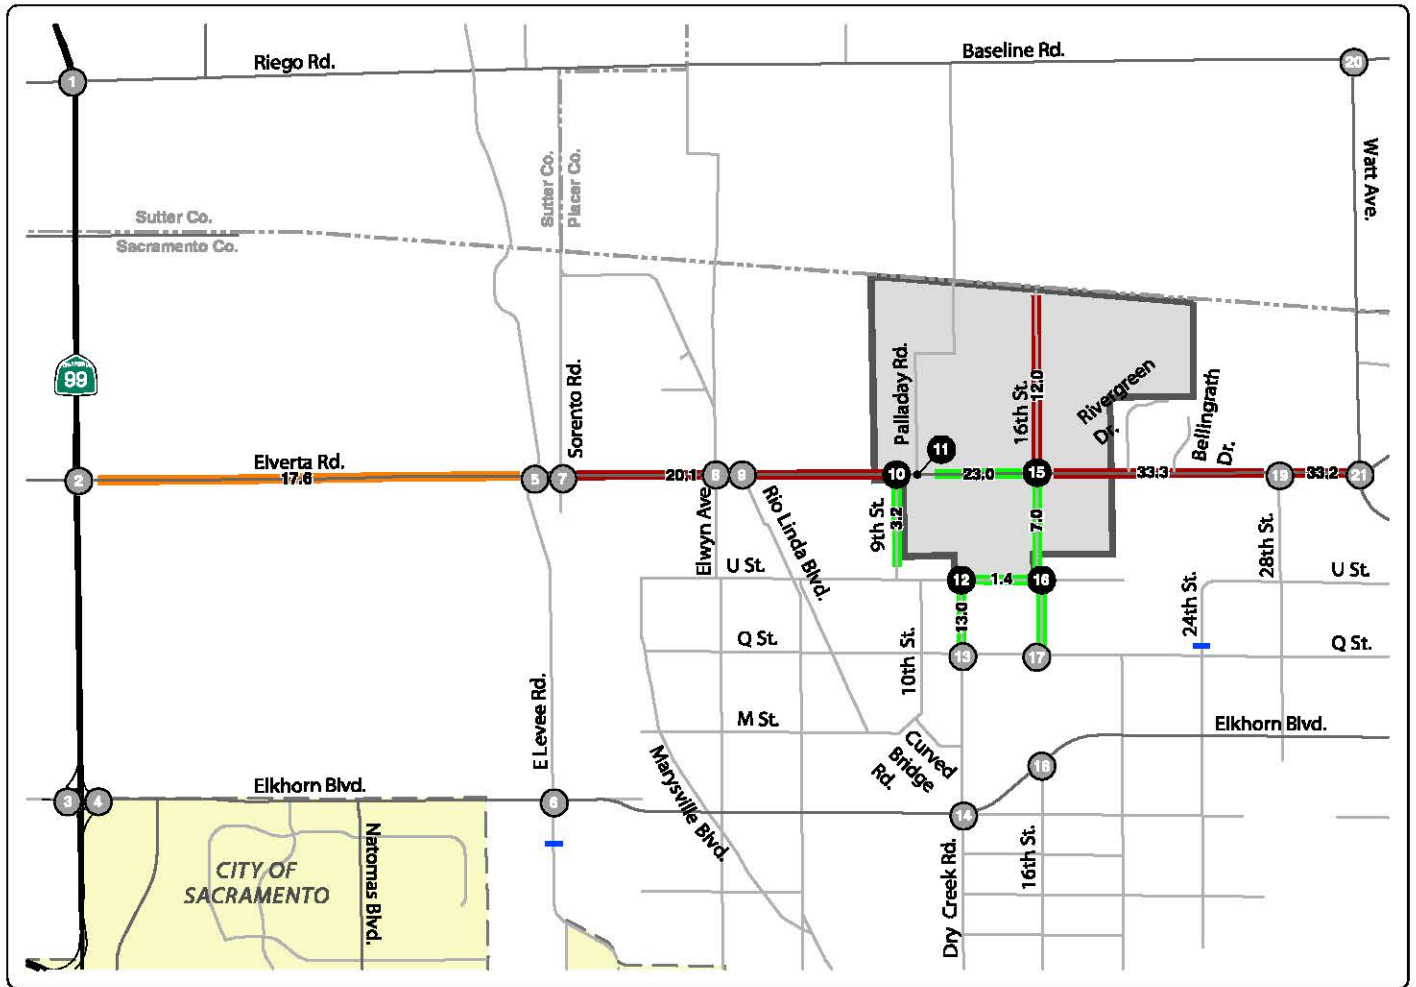 Riego Rd.
Baseline Rd.
1
20
Watt Ave.
Sutter Co.
Placer Co.
Sutter Co.
Sacramento Co.
99
Sorento Rd.
Palladay Rd.
16th St.
12.0
Rivergreen
Dr.
Bellingrath
Dr.
11
Elverta Rd.
2
17.6
5
7
20.1
8
9
10
23.0
15
33.3
19
33.2
21
Elwyn Ave
Rio Linda Blvd.
9th St.
3.2
7.0
28th St.
U St.
12
1.4
16
U St.
24th St.
13.0
Q St.
10th St.
13
17
Q St.
E Levee Rd.
M St.
Curved
Bridge
Rd.
Elkhorn Blvd.
Marysville Blvd.
18
Elkhorn Blvd.
3
4
6
14
Natomas Blvd.
CITY OF
SACRAMENTO
Dry Creek Rd.
16th St.